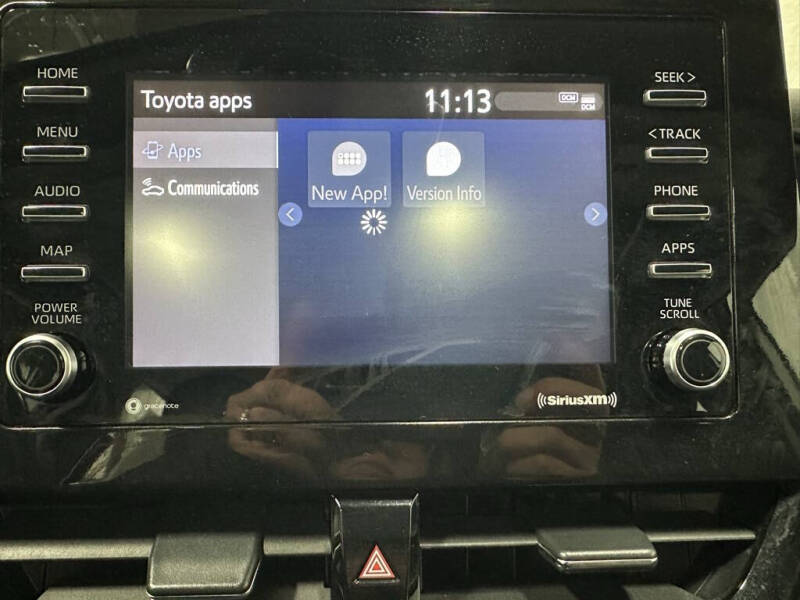 HOME
MENU
AUDIO
MAP
POWER
VOLUME
Toyota apps
11:13
DCM
DCM
Apps
Communications
New App!
Version Info
SEEK >
< TRACK
PHONE
APPS
TUNE
SCROLL
gracenote
((SiriusXM))